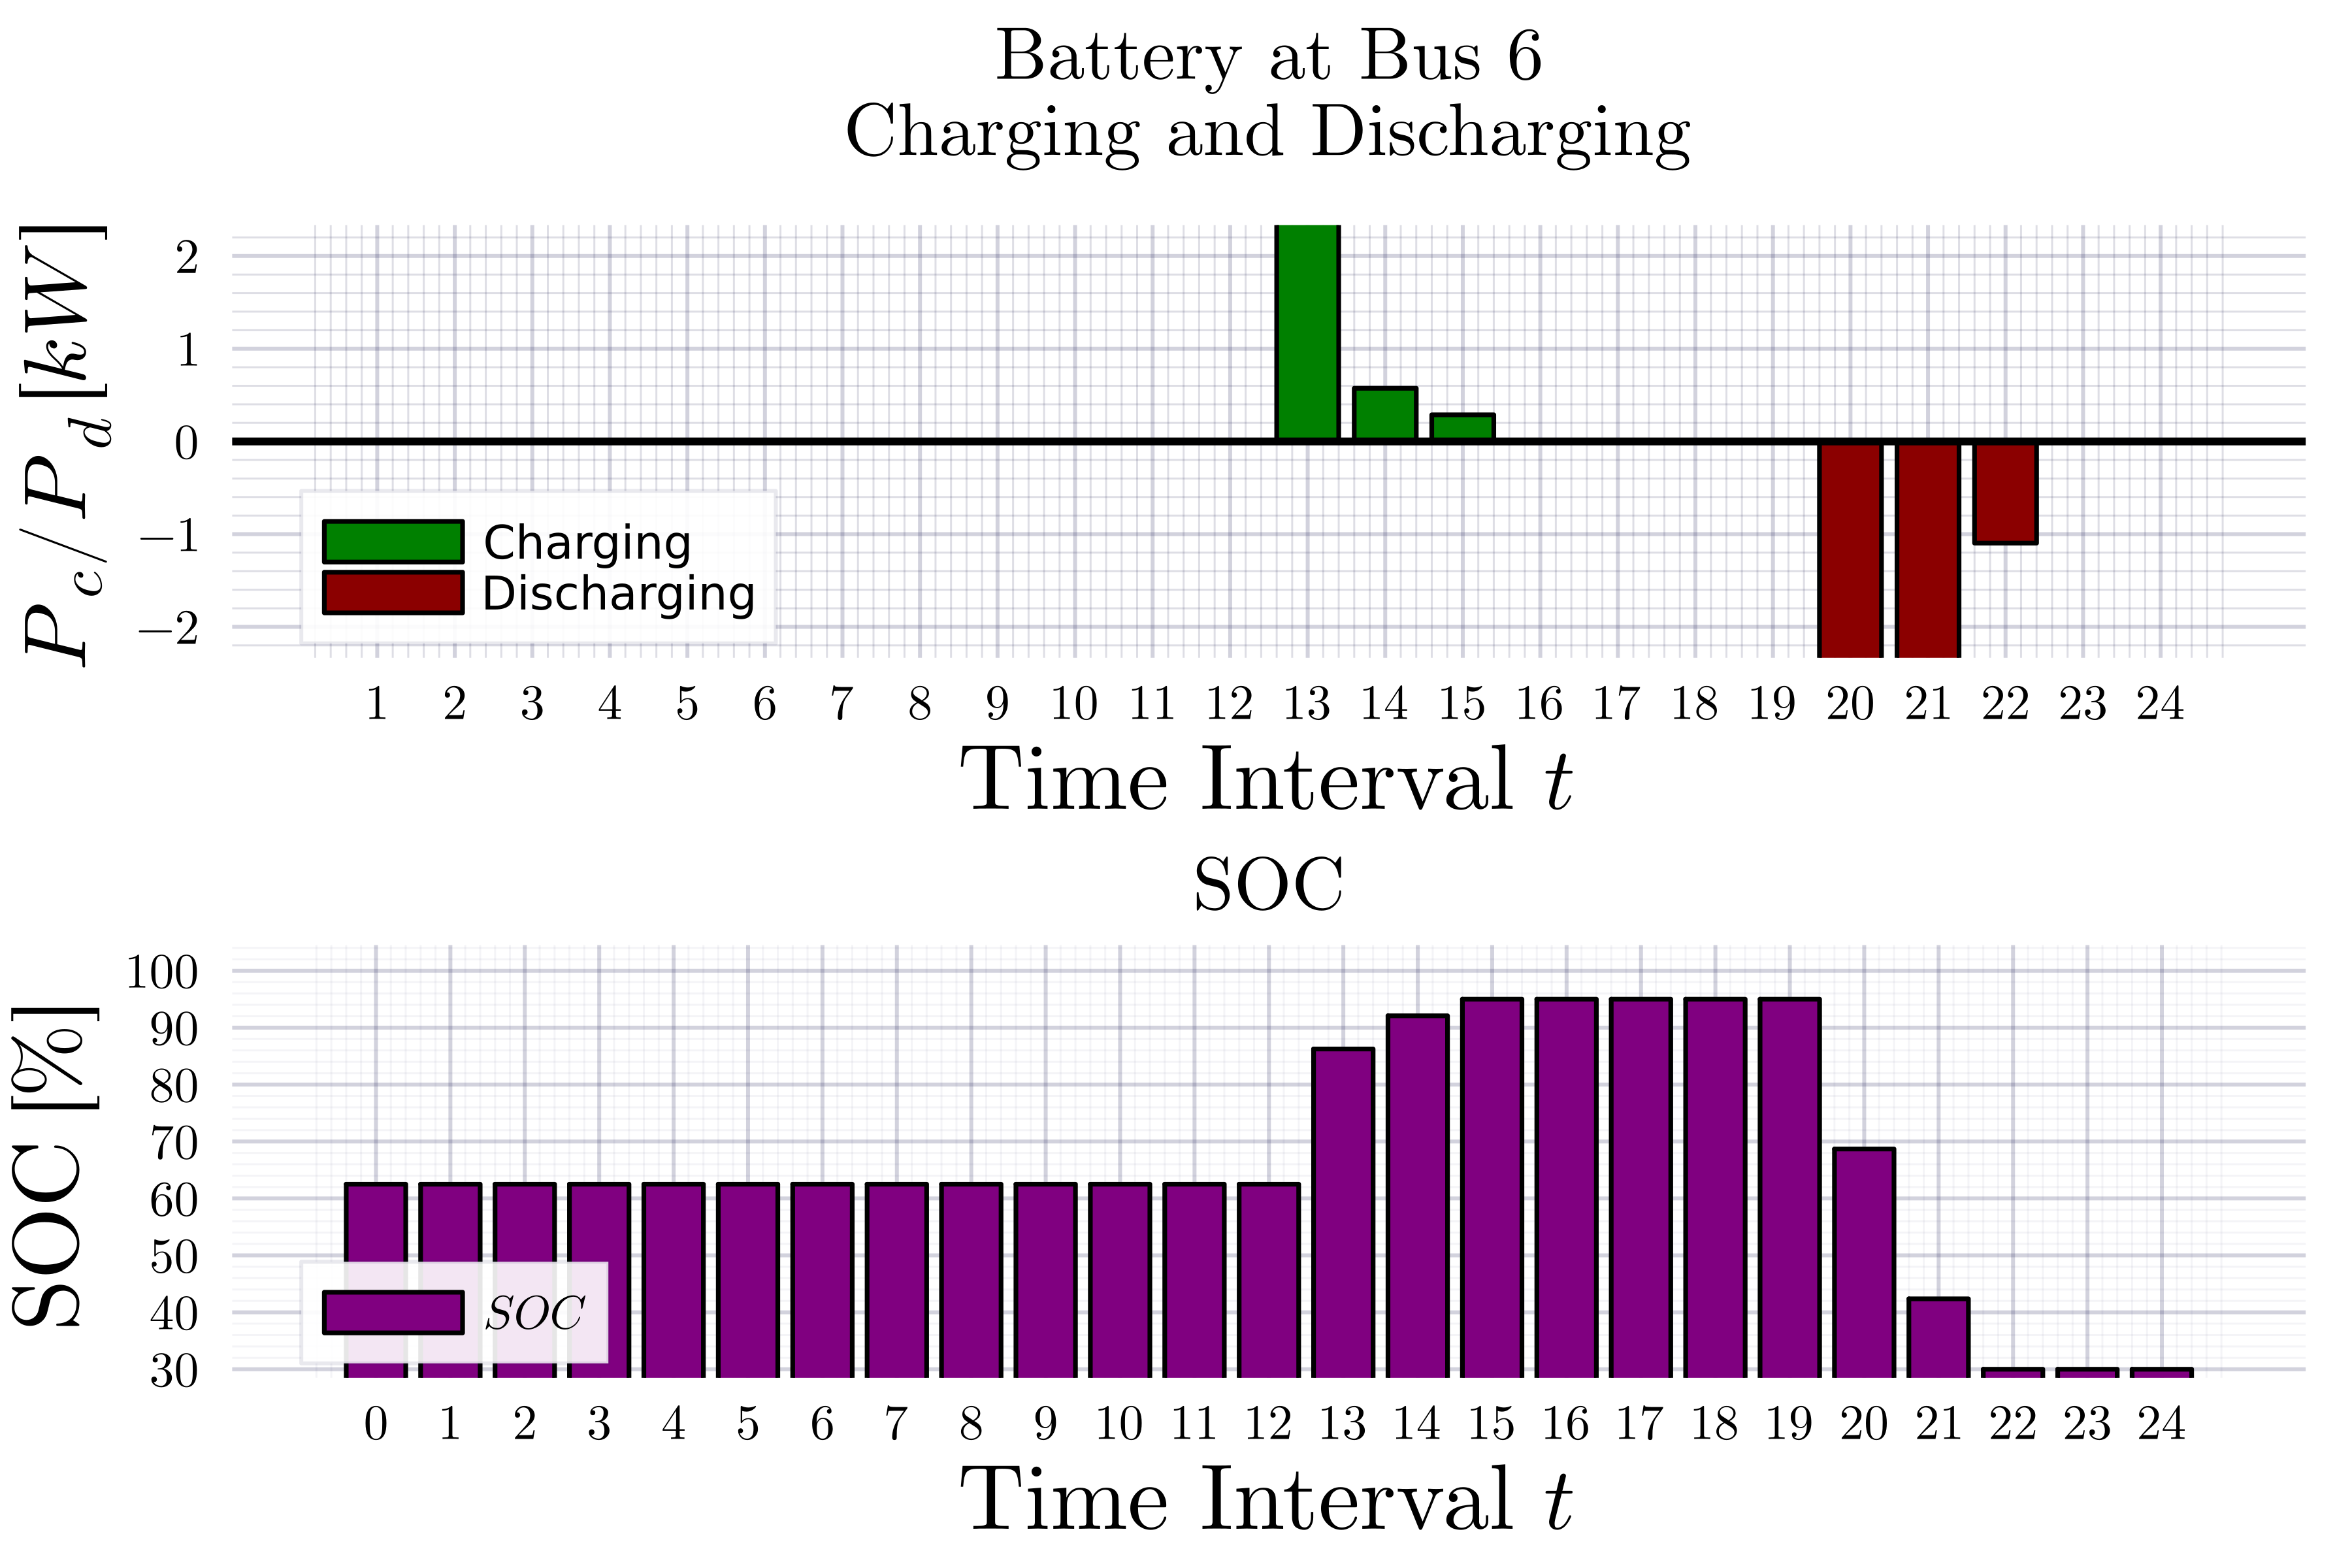 Battery at Bus 6
Charging and Discharging
P_c/P_d [kW]
2
1
0
−1
−2
Charging
Discharging
1 2 3 4 5 6 7 8 9 10 11 12 13 14 15 16 17 18 19 20 21 22 23 24
Time Interval t
SOC
SOC [%]
100
90
80
70
60
50
40
30
SOC
0 1 2 3 4 5 6 7 8 9 10 11 12 13 14 15 16 17 18 19 20 21 22 23 24
Time Interval t